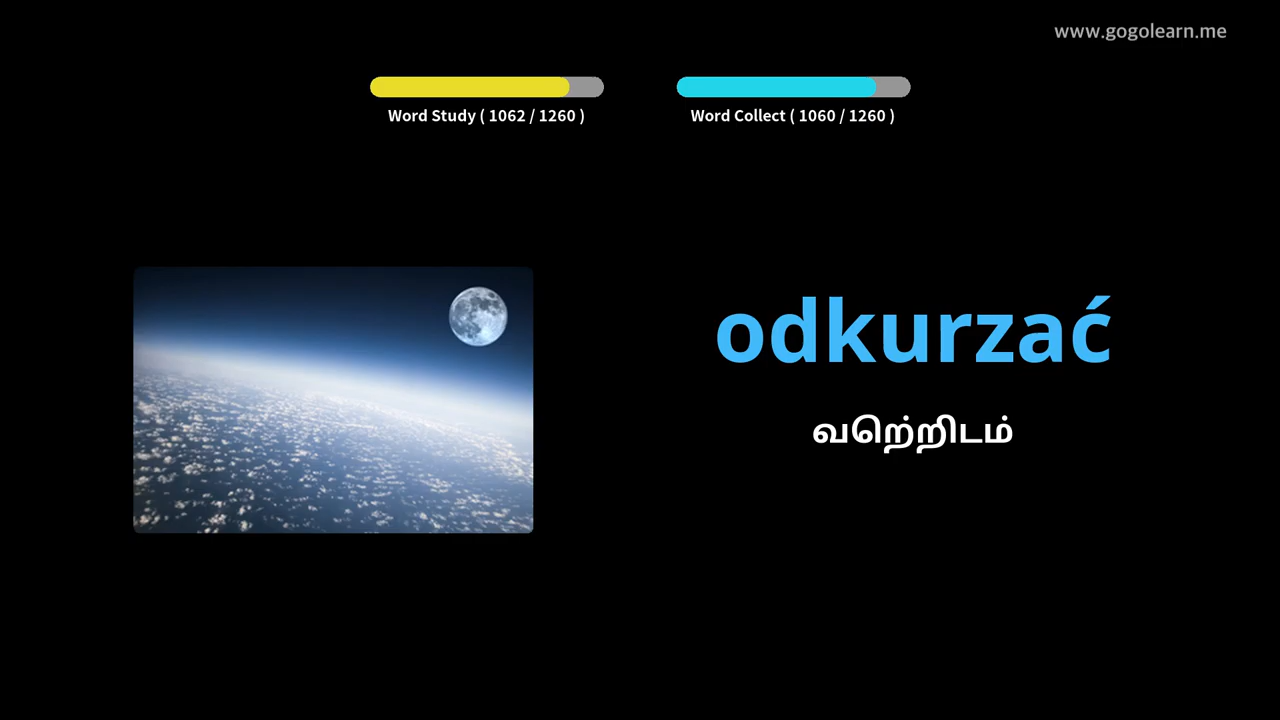 www.gogolearn.me
Word Study ( 1062 / 1260 )
Word Collect ( 1060 / 1260 )
odkurzać
வெற்றிடம்